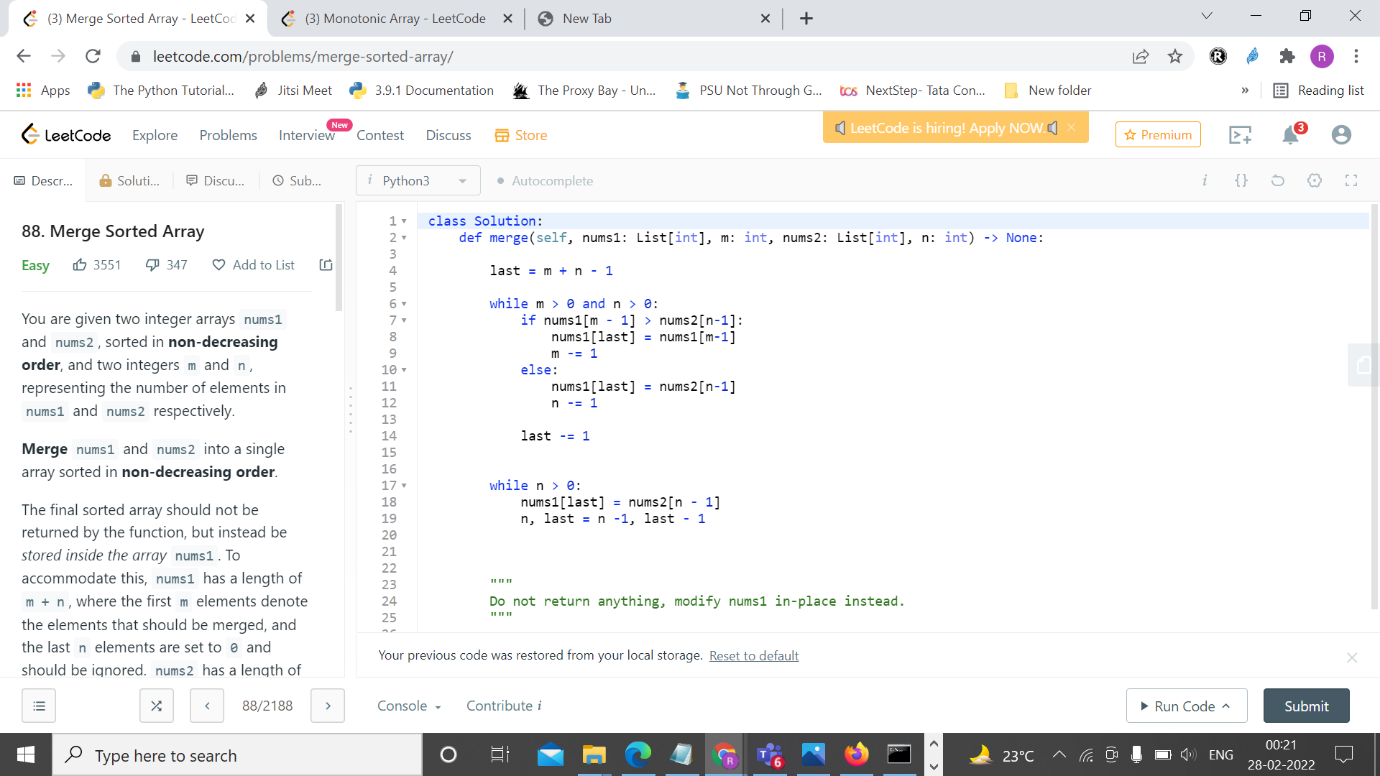 (3) Merge Sorted Array - LeetCo
(3) Monotonic Array - LeetCode
New Tab
leetcode.com/problems/merge-sorted-array/
R
R
Apps
The Python Tutorial...
Jitsi Meet
3.9.1 Documentation
The Proxy Bay - Un...
PSU Not Through G...
tcs NextStep- Tata Con...
New folder
»
Reading list
LeetCode
Explore
Problems
Interview
New
Contest
Discuss
Store
LeetCode is hiring! Apply NOW.
Premium
3
Descr...
Soluti...
Discu...
Sub...
i Python3
Autocomplete
i
{}
88. Merge Sorted Array
Easy
3551
347
Add to List
You are given two integer arrays nums1
and nums2 , sorted in non-decreasing
order, and two integers m and n ,
representing the number of elements in
nums1 and nums2 respectively.
Merge nums1 and nums2 into a single
array sorted in non-decreasing order.
The final sorted array should not be
returned by the function, but instead be
stored inside the array nums1 . To
accommodate this, nums1 has a length of
m + n , where the first m elements denote
the elements that should be merged, and
the last n elements are set to 0 and
should be ignored. nums2 has a length of
1 class Solution:
2 def merge(self, nums1: List[int], m: int, nums2: List[int], n: int) -> None:
3
4 last = m + n - 1
5
6 while m > 0 and n > 0:
7 if nums1[m - 1] > nums2[n-1]:
8 nums1[last] = nums1[m-1]
9 m -= 1
10 else:
11 nums1[last] = nums2[n-1]
12 n -= 1
13
14 last -= 1
15
16
17 while n > 0:
18 nums1[last] = nums2[n - 1]
19 n, last = n -1, last - 1
20
21
22
23 """
24 Do not return anything, modify nums1 in-place instead.
25 """
Your previous code was restored from your local storage. Reset to default
88/2188
Console
Contribute i
Run Code
Submit
Type here to search
R
6
23°C
ENG
00:21
28-02-2022